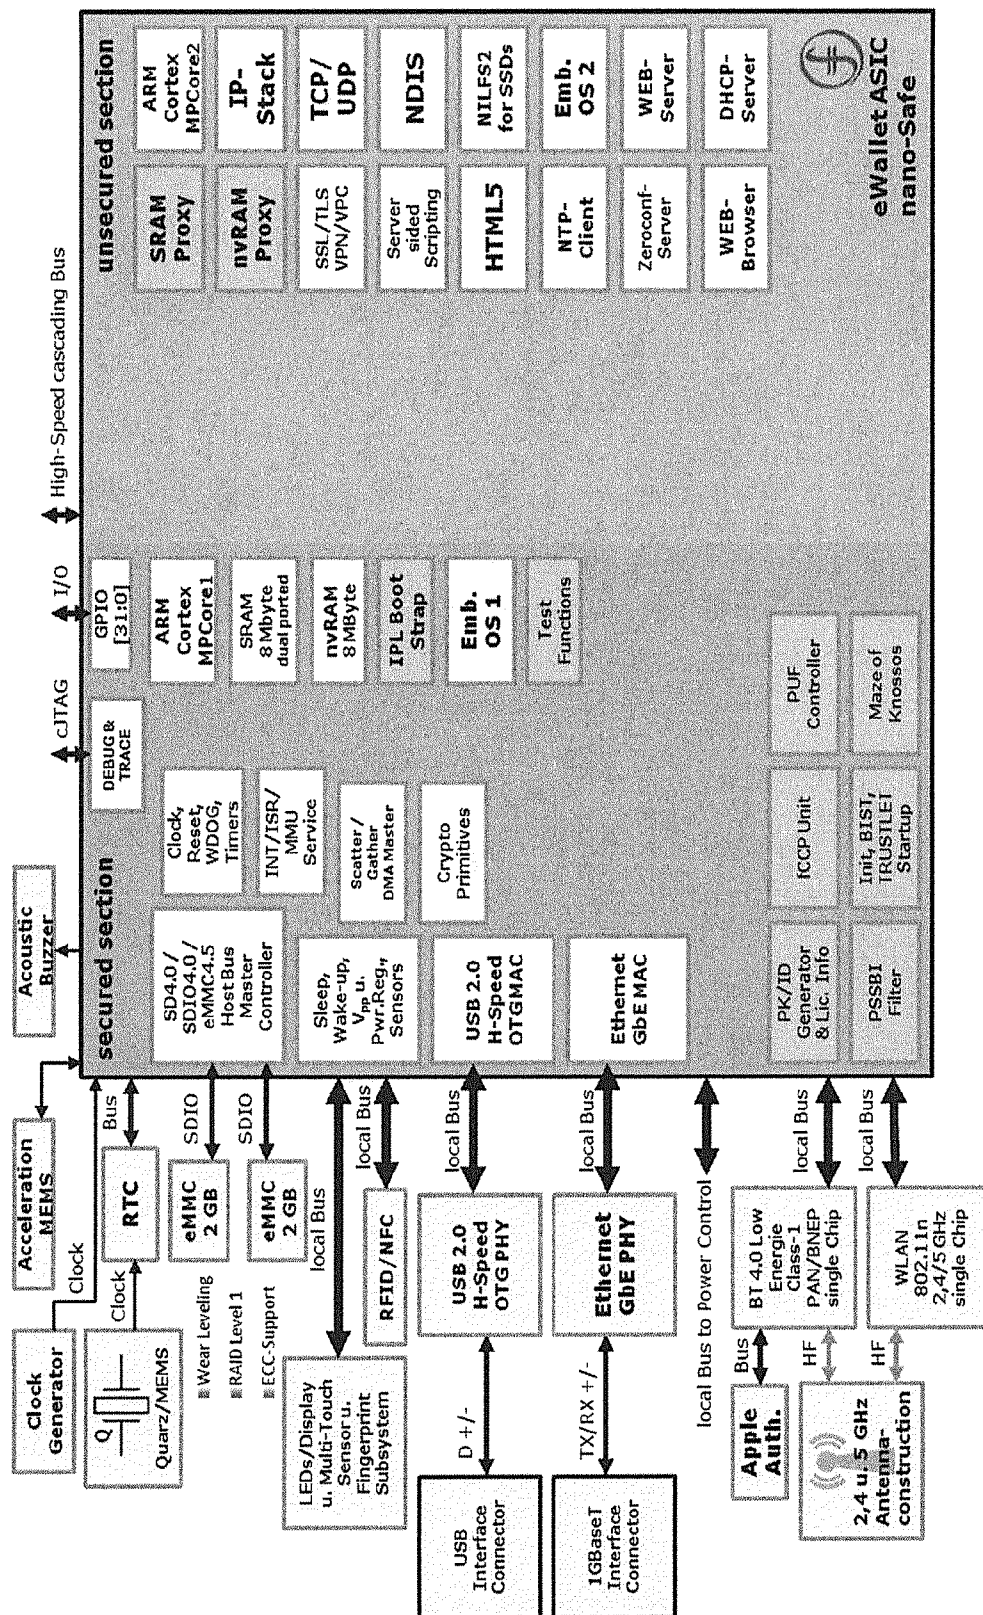 Clock
Generator
Acceleration
MEMS
Acoustic
Buzzer
cJTAG
I/O
High-Speed cascading Bus
Clock
Q
Quarz/MEMS
Clock
RTC
Bus
secured section
DEBUG &
TRACE
GPIO
[31:0]
unsecured section
Wear Leveling
RAID Level 1
ECC-Support
eMMC
2 GB
SDIO
eMMC
2 GB
SDIO
SD4.0/
SDIO4.0/
eMMC4.5
Host Bus
Master
Controller
Clock,
Reset,
WDOG,
Timers
INT/ISR/
MMU
Service
ARM
Cortex
MPCore1
SRAM
Proxy
ARM
Cortex
MPCore2
LEDs/Display
u. Multi-Touch
Sensor u.
Fingerprint
Subsystem
local Bus
RFID/NFC
local Bus
Sleep,
Wake-up,
Vpp u.
Pwr.Reg.,
Sensors
Scatter/
Gather
DMA Master
SRAM
8 Mbyte
dual ported
nvRAM
Proxy
IP-
Stack
nvRAM
8 MByte
SSL/TLS
VPN/VPC
TCP/
UDP
USB
Interface
Connector
D +/-
USB 2.0
H-Speed
OTG PHY
local Bus
USB 2.0
H-Speed
OTGMAC
Crypto
Primitives
IPL Boot
Strap
Server
sided
Scripting
NDIS
Emb.
OS 1
HTML5
NILFS2
for SSDs
1GBaseT
Interface
Connector
TX/RX +/-
Ethernet
GbE PHY
local Bus
Ethernet
GbE MAC
Test
Functions
NTP-
Client
Emb.
OS 2
Zeroconf-
Server
WEB-
Server
local Bus to Power Control
WEB-
Browser
DHCP-
Server
Apple
Auth.
Bus
BT 4.0 Low
Energie
Class-1
PAN/BNEP
single Chip
local Bus
PK/ID
Generator
& Lic. Info
ICCP Unit
PUF
Controller
2,4 u. 5 GHz
Antenna-
construction
HF
HF
WLAN
802.11n
2,4/5 GHz
single Chip
local Bus
PSSBI
Filter
Init, BIST,
TRUSTLET
Startup
Maze of
Knossos
eWallet ASIC
nano-Safe